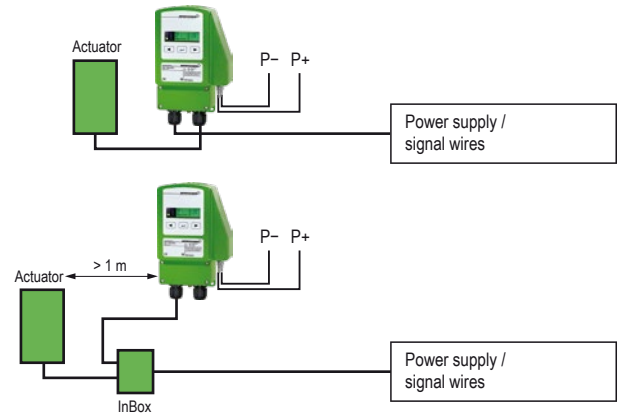 Actuator
P– P+
Power supply /
signal wires
P– P+
> 1 m
Actuator
Power supply /
signal wires
InBox